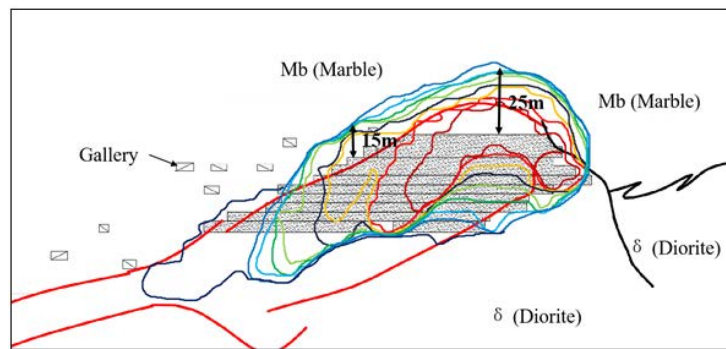 Mb (Marble)
Mb (Marble)
25m
15m
Gallery
δ (Diorite)
δ (Diorite)